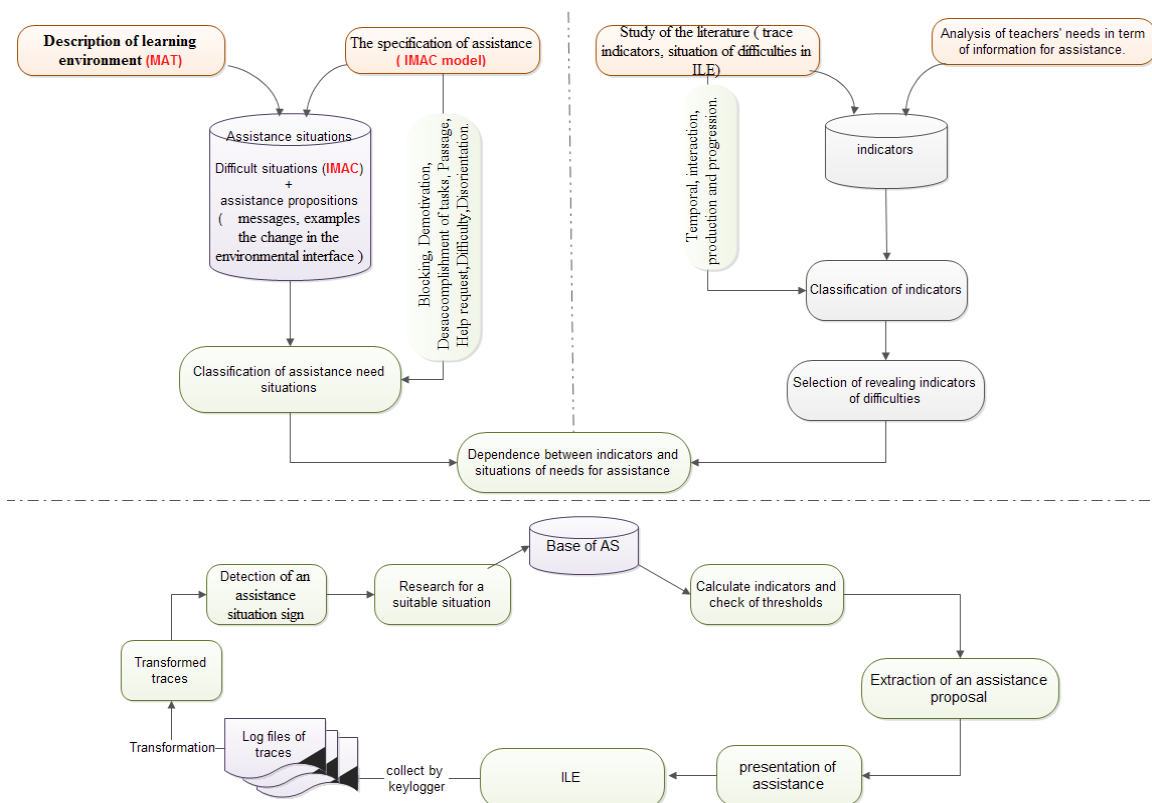 Description of learning
environment (MAT)
The specification of assistance
( IMAC model)
Assistance situations
Difficult situations (IMAC)
+
assistance propositions
( messages, examples
the change in the
environmental interface )
Blocking, Demotivation,
Desaccomplishment of tasks, Passage,
Help request,Difficulty,Disorientation.
Classification of assistance need
situations
Study of the literature ( trace
indicators, situation of difficulties in
ILE)
Analysis of teachers' needs in term
of information for assistance.
Temporal, interaction,
production and progression.
indicators
Classification of indicators
Selection of revealing indicators
of difficulties
Dependence between indicators and
situations of needs for assistance
Base of AS
Detection of an
assistance
situation sign
Research for a
suitable situation
Calculate indicators and
check of thresholds
Transformed
traces
Extraction of an assistance
proposal
Transformation
Log files of
traces
collect by
keylogger
ILE
presentation of
assistance